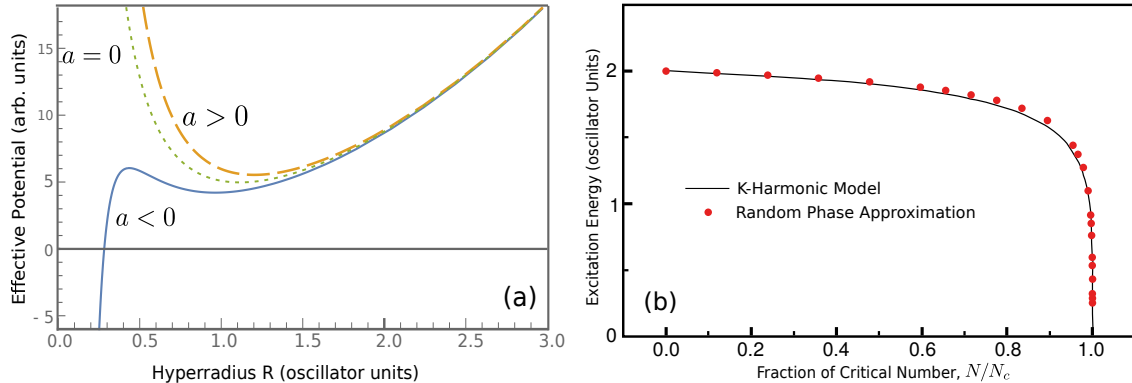 Effective Potential (arb. units)
15
10
5
0
- 5
a = 0
a > 0
a < 0
(a)
0.0 0.5 1.0 1.5 2.0 2.5 3.0
Hyperradius R (oscillator units)
Excitation Energy (oscillator Units)
2
1
0
K-Harmonic Model
Random Phase Approximation
(b)
0.0 0.2 0.4 0.6 0.8 1.0
Fraction of Critical Number, N/N_c